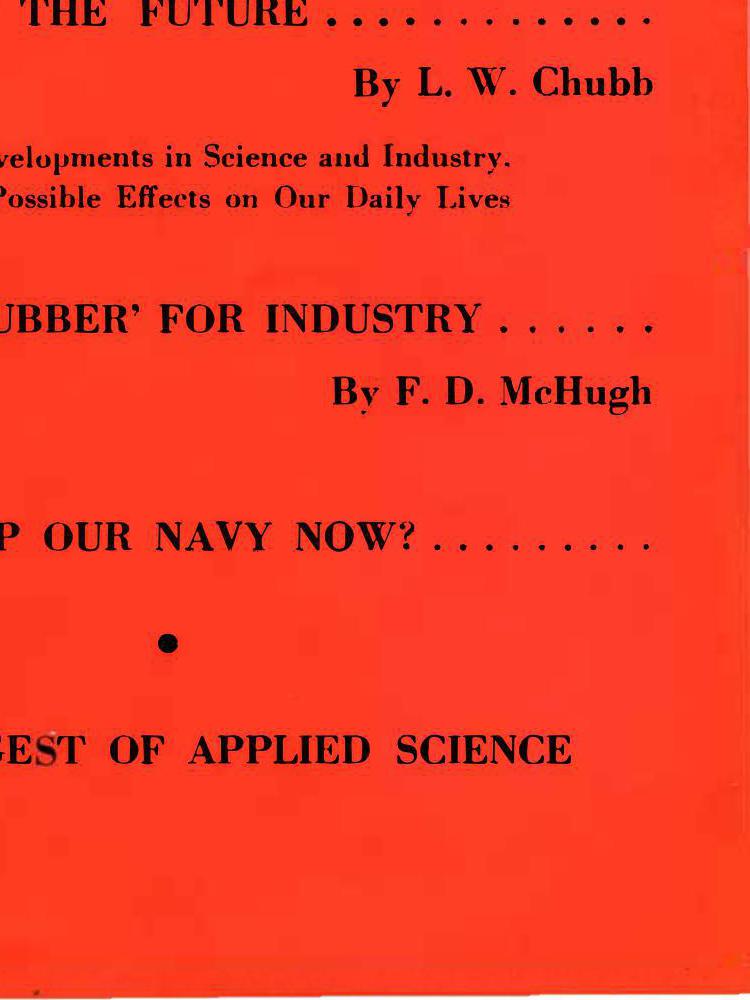 THE FUTURE . . . . . . . . . . . . .
By L. W. Chubb
velopments in Science and Industry.
Possible Effects on Our Daily Lives
UBBER' FOR INDUSTRY . . . . . .
By F. D. McHugh
P OUR NAVY NOW? . . . . . . . . .
•
GEST OF APPLIED SCIENCE